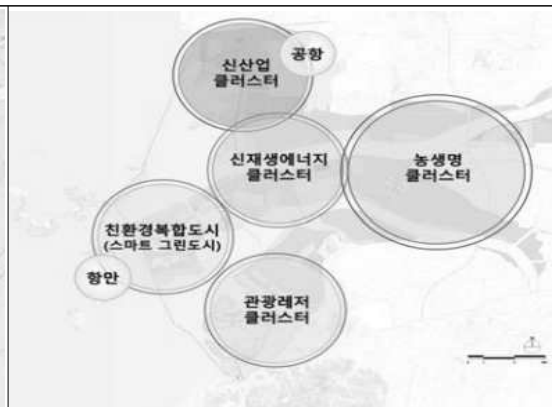 신산업
클러스터
공항
신재생에너지
클러스터
농생명
클러스터
친환경복합도시
(스마트 그린도시)
항만
관광레저
클러스터